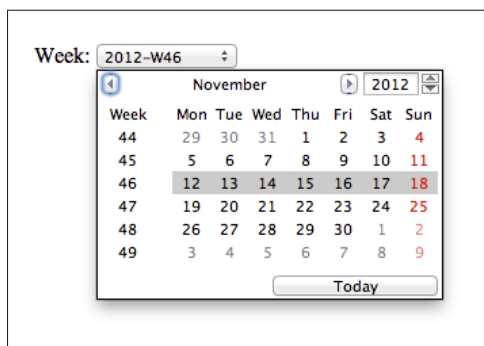 Week: 2012-W46
November 2012
Week Mon Tue Wed Thu Fri Sat Sun
44 29 30 31 1 2 3 4
45 5 6 7 8 9 10 11
46 12 13 14 15 16 17 18
47 19 20 21 22 23 24 25
48 26 27 28 29 30 1 2
49 3 4 5 6 7 8 9
Today